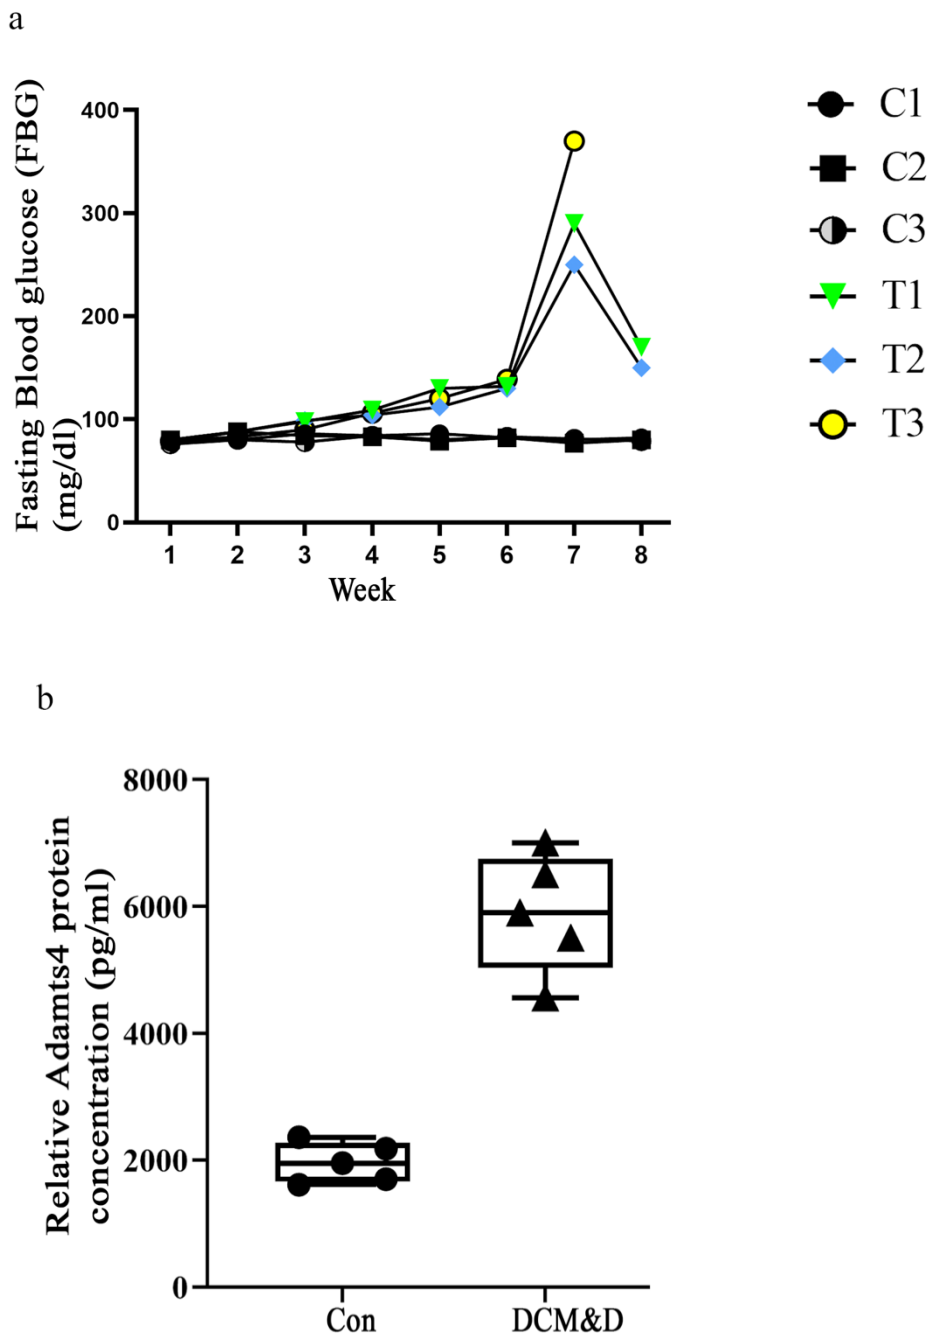 a
Fasting Blood glucose (FBG)
(mg/dl)
400
300
200
100
0
1 2 3 4 5 6 7 8
Week
C1
C2
C3
T1
T2
T3
b
Relative Adamts4 protein
concentration (pg/ml)
8000
6000
4000
2000
0
Con DCM&D